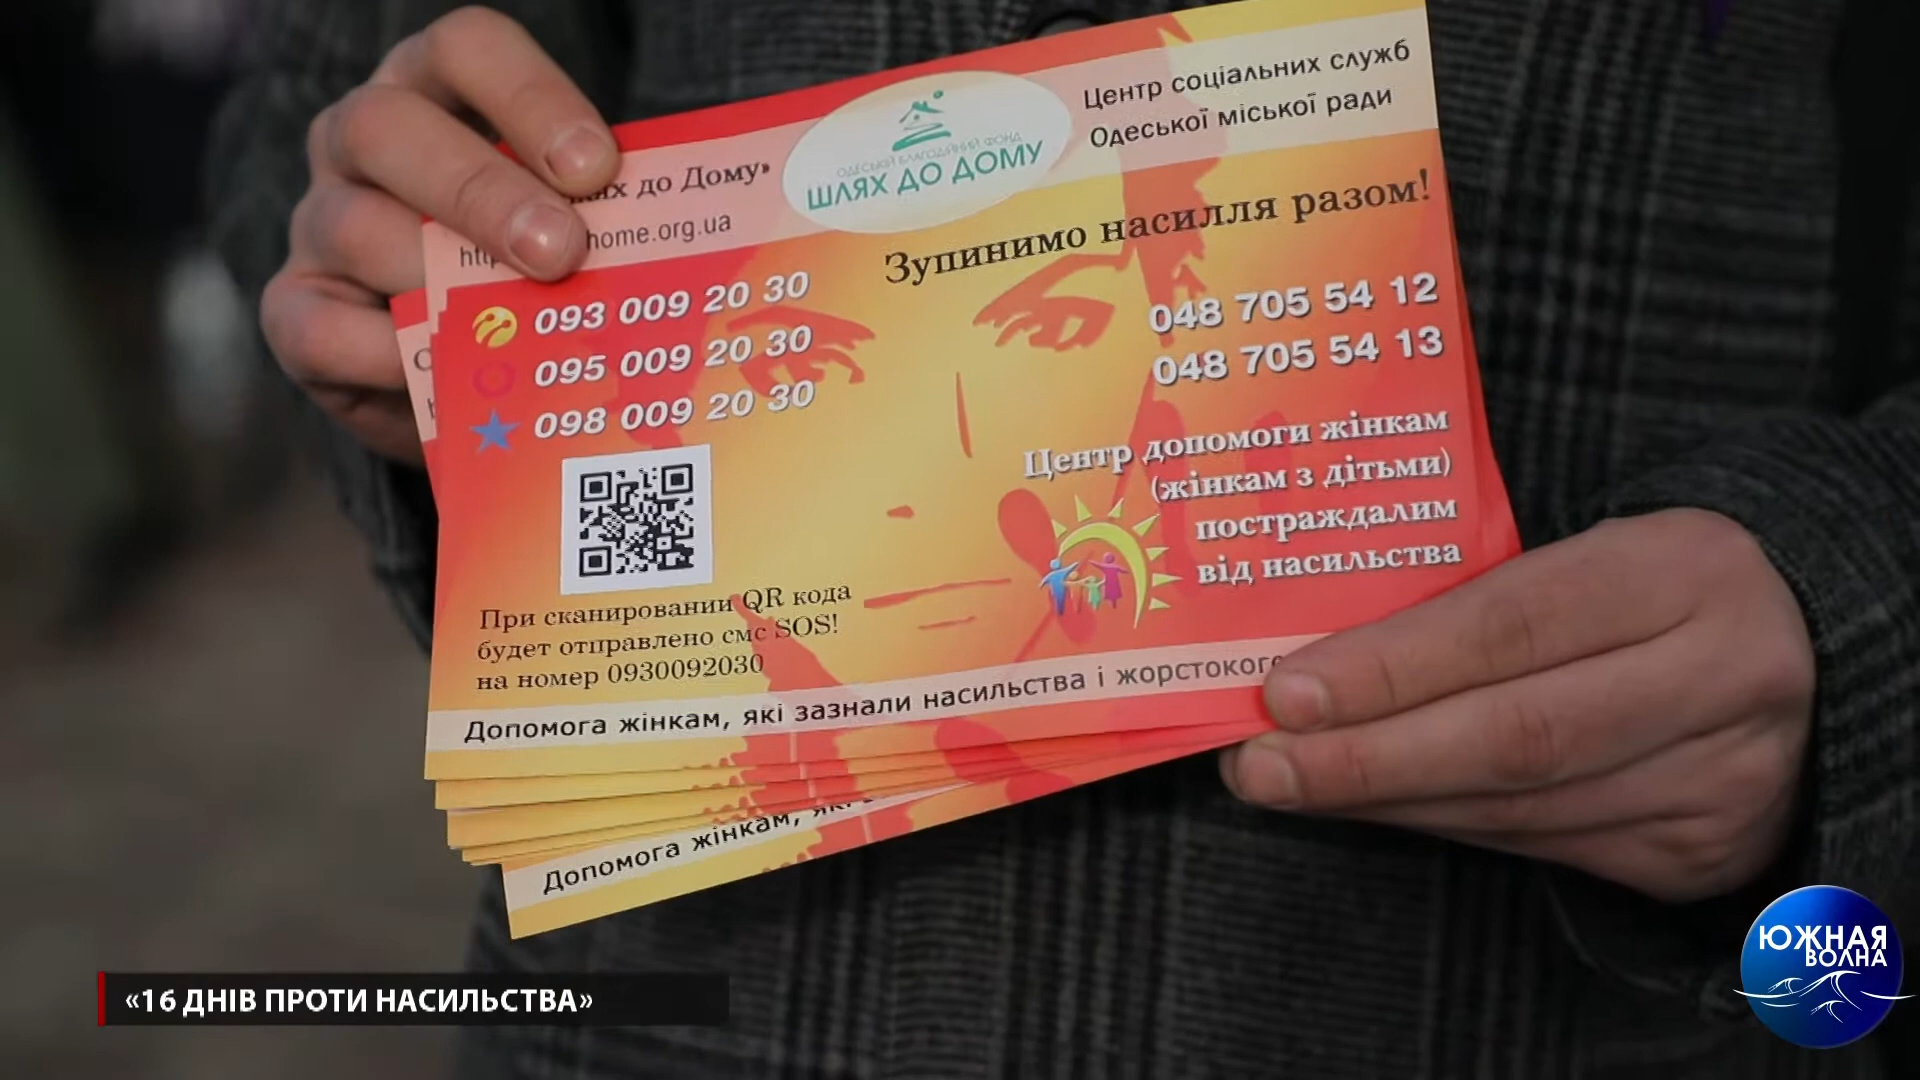 до Дому»
home.org.ua
ОДЕСЬКИЙ БЛАГОДІЙНИЙ ФОНД
ШЛЯХ ДО ДОМУ
Центр соціальних служб
Одеської міської ради
Зупинимо насилля разом!
093 009 20 30
095 009 20 30
098 009 20 30
048 705 54 12
048 705 54 13
Центр допомоги жінкам
(жінкам з дітьми)
постраждалим
від насильства
При сканировании QR кода
будет отправлено смс SOS!
на номер 0930092030
Допомога жінкам, які зазнали насильства і жорстоког
Допомога жінкам,
«16 ДНІВ ПРОТИ НАСИЛЬСТВА»
ЮЖНАЯ
ВОЛНА